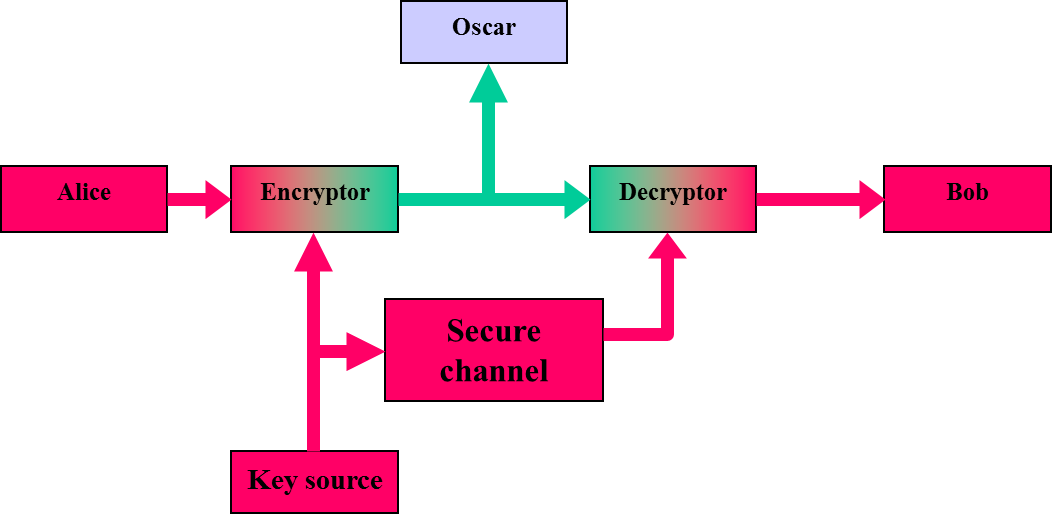 Oscar
Alice
Encryptor
Decryptor
Bob
Secure
channel
Key source